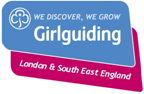 WE DISCOVER, WE GROW
Girlguiding
London & South East England